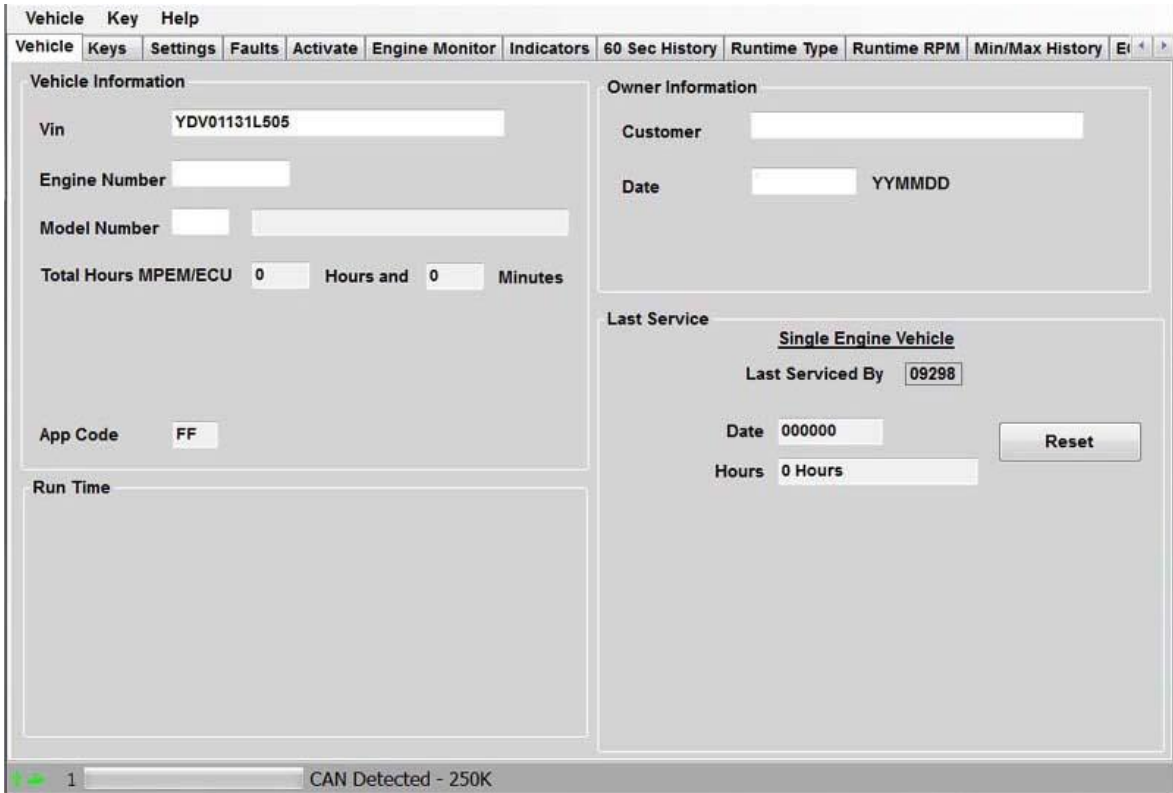 Vehicle Key Help
Vehicle Keys Settings Faults Activate Engine Monitor Indicators 60 Sec History Runtime Type Runtime RPM Min/Max History
Vehicle Information
Vin YDV01131L505
Engine Number
Model Number
Total Hours MPEM/ECU 0 Hours and 0 Minutes
App Code FF
Run Time
Owner Information
Customer
Date YYMMDD
Last Service
Single Engine Vehicle
Last Serviced By 09298
Date 000000
Reset
Hours 0 Hours
1 CAN Detected - 250K